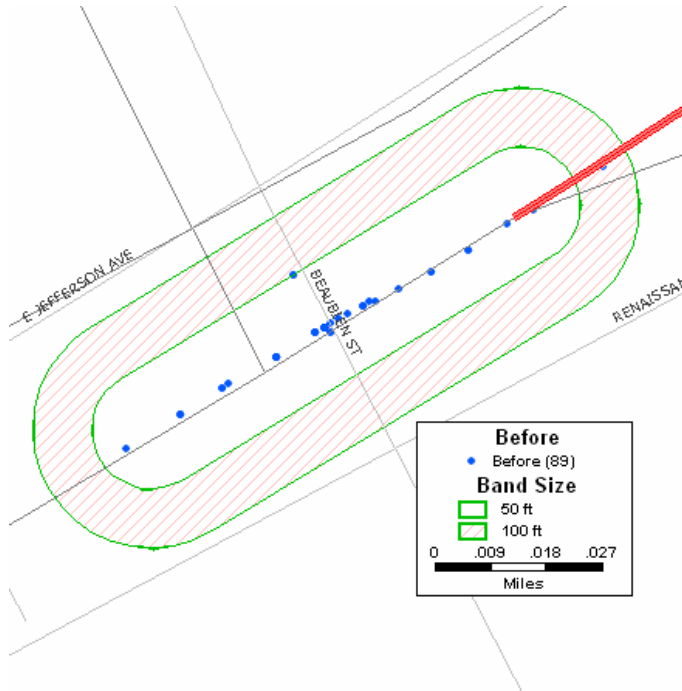 E JEFFERSON AVE
BEAUBIEN ST
RENAISSAN
Before
Before (89)
Band Size
50 ft
100 ft
0 .009 .018 .027
Miles